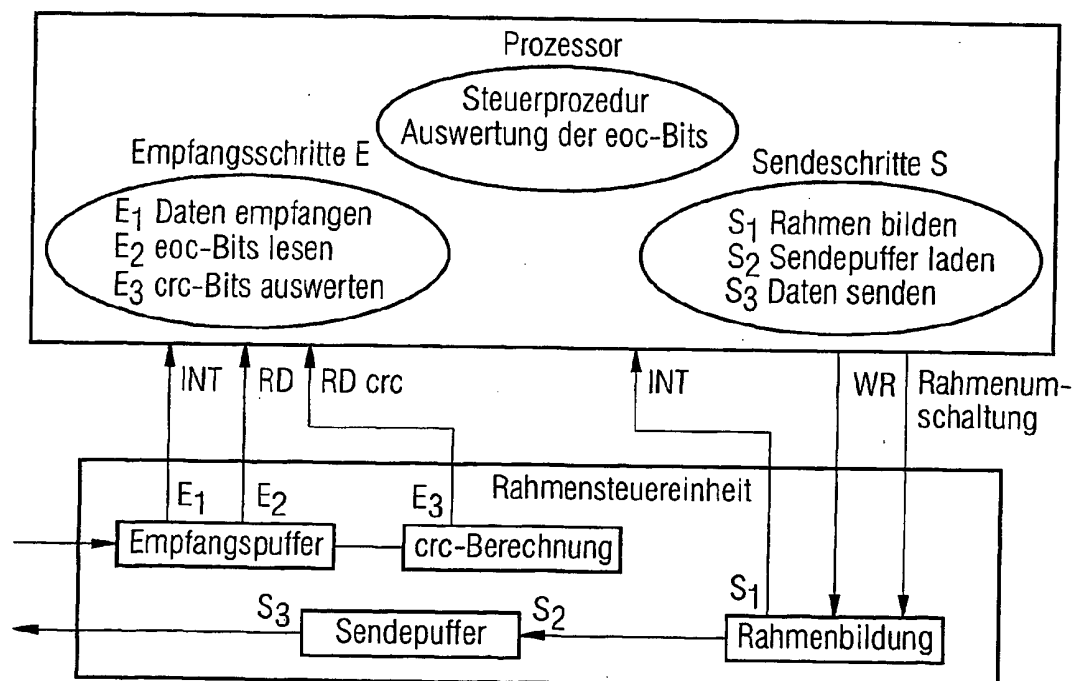 Prozessor
Steuerprozedur
Auswertung der eoc-Bits
Empfangsschritte E
E1 Daten empfangen
E2 eoc-Bits lesen
E3 crc-Bits auswerten
Sendeschritte S
S1 Rahmen bilden
S2 Sendepuffer laden
S3 Daten senden
INT
RD
RD crc
INT
WR
Rahmenum-
schaltung
Rahmensteuereinheit
E1
E2
E3
Empfangspuffer
crc-Berechnung
S3
Sendepuffer
S2
S1
Rahmenbildung